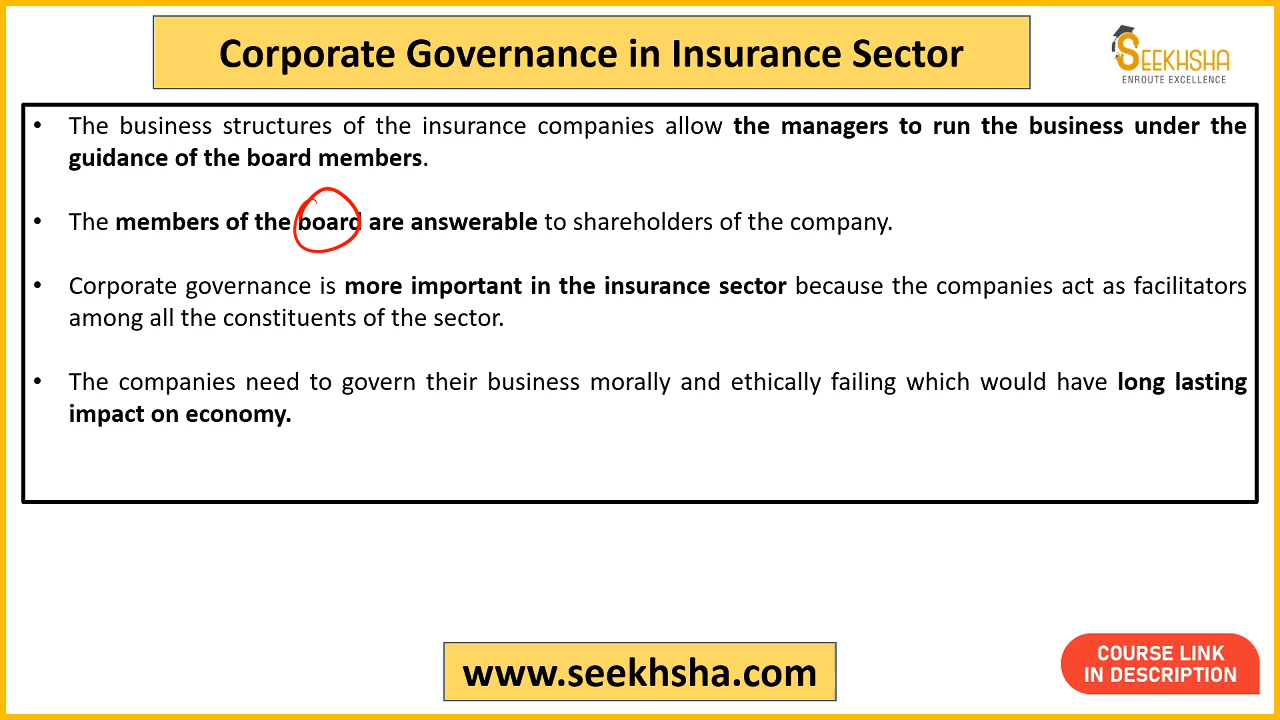 Corporate Governance in Insurance Sector
SEEKHSHA
ENROUTE EXCELLENCE
• The business structures of the insurance companies allow the managers to run the business under the
guidance of the board members.
• The members of the board are answerable to shareholders of the company.
• Corporate governance is more important in the insurance sector because the companies act as facilitators
among all the constituents of the sector.
• The companies need to govern their business morally and ethically failing which would have long lasting
impact on economy.
www.seekhsha.com
COURSE LINK
IN DESCRIPTION